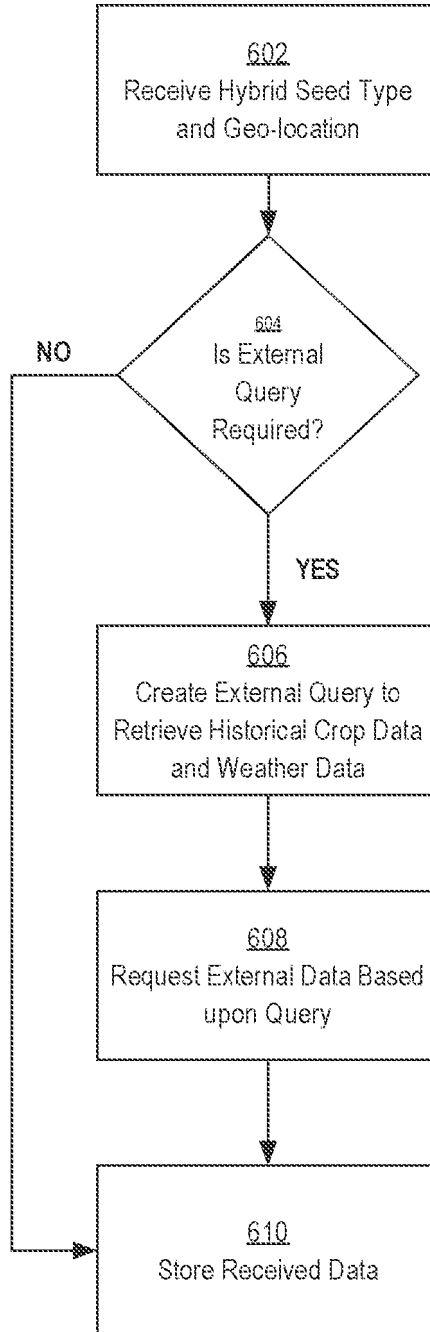 602
Receive Hybrid Seed Type
and Geo-location
604
Is External
Query
Required?
NO
YES
606
Create External Query to
Retrieve Historical Crop Data
and Weather Data
608
Request External Data Based
upon Query
610
Store Received Data